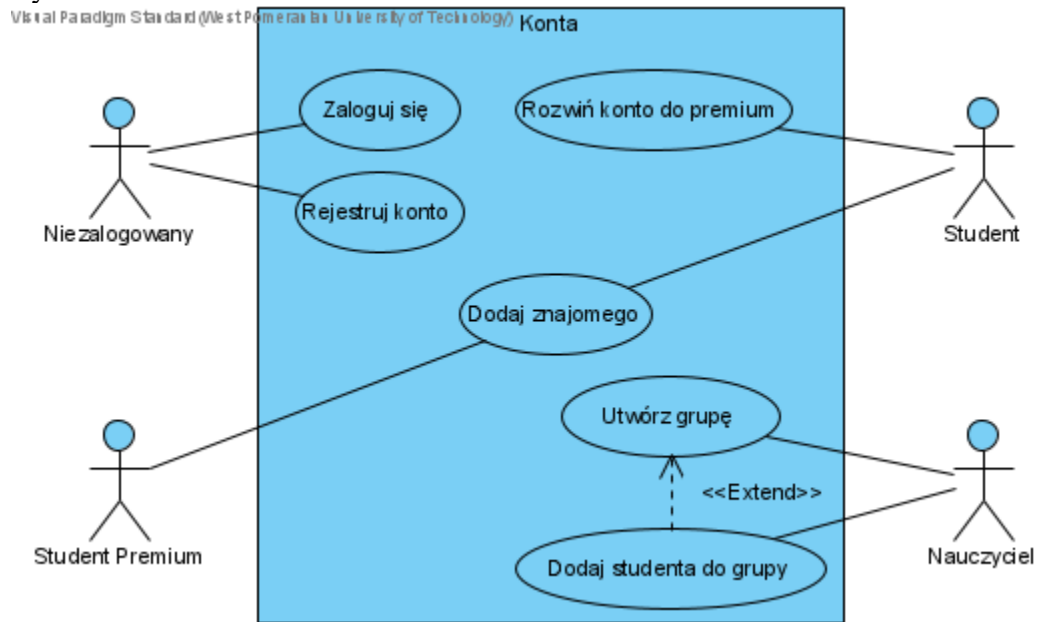 Visual Paradigm Standard (West Pomeranian University of Technology)
Konta
Zaloguj się
Rozwiń konto do premium
Rejestruj konto
Niezalogowany
Student
Dodaj znajomego
Utwórz grupę
<<Extend>>
Student Premium
Dodaj studenta do grupy
Nauczyciel